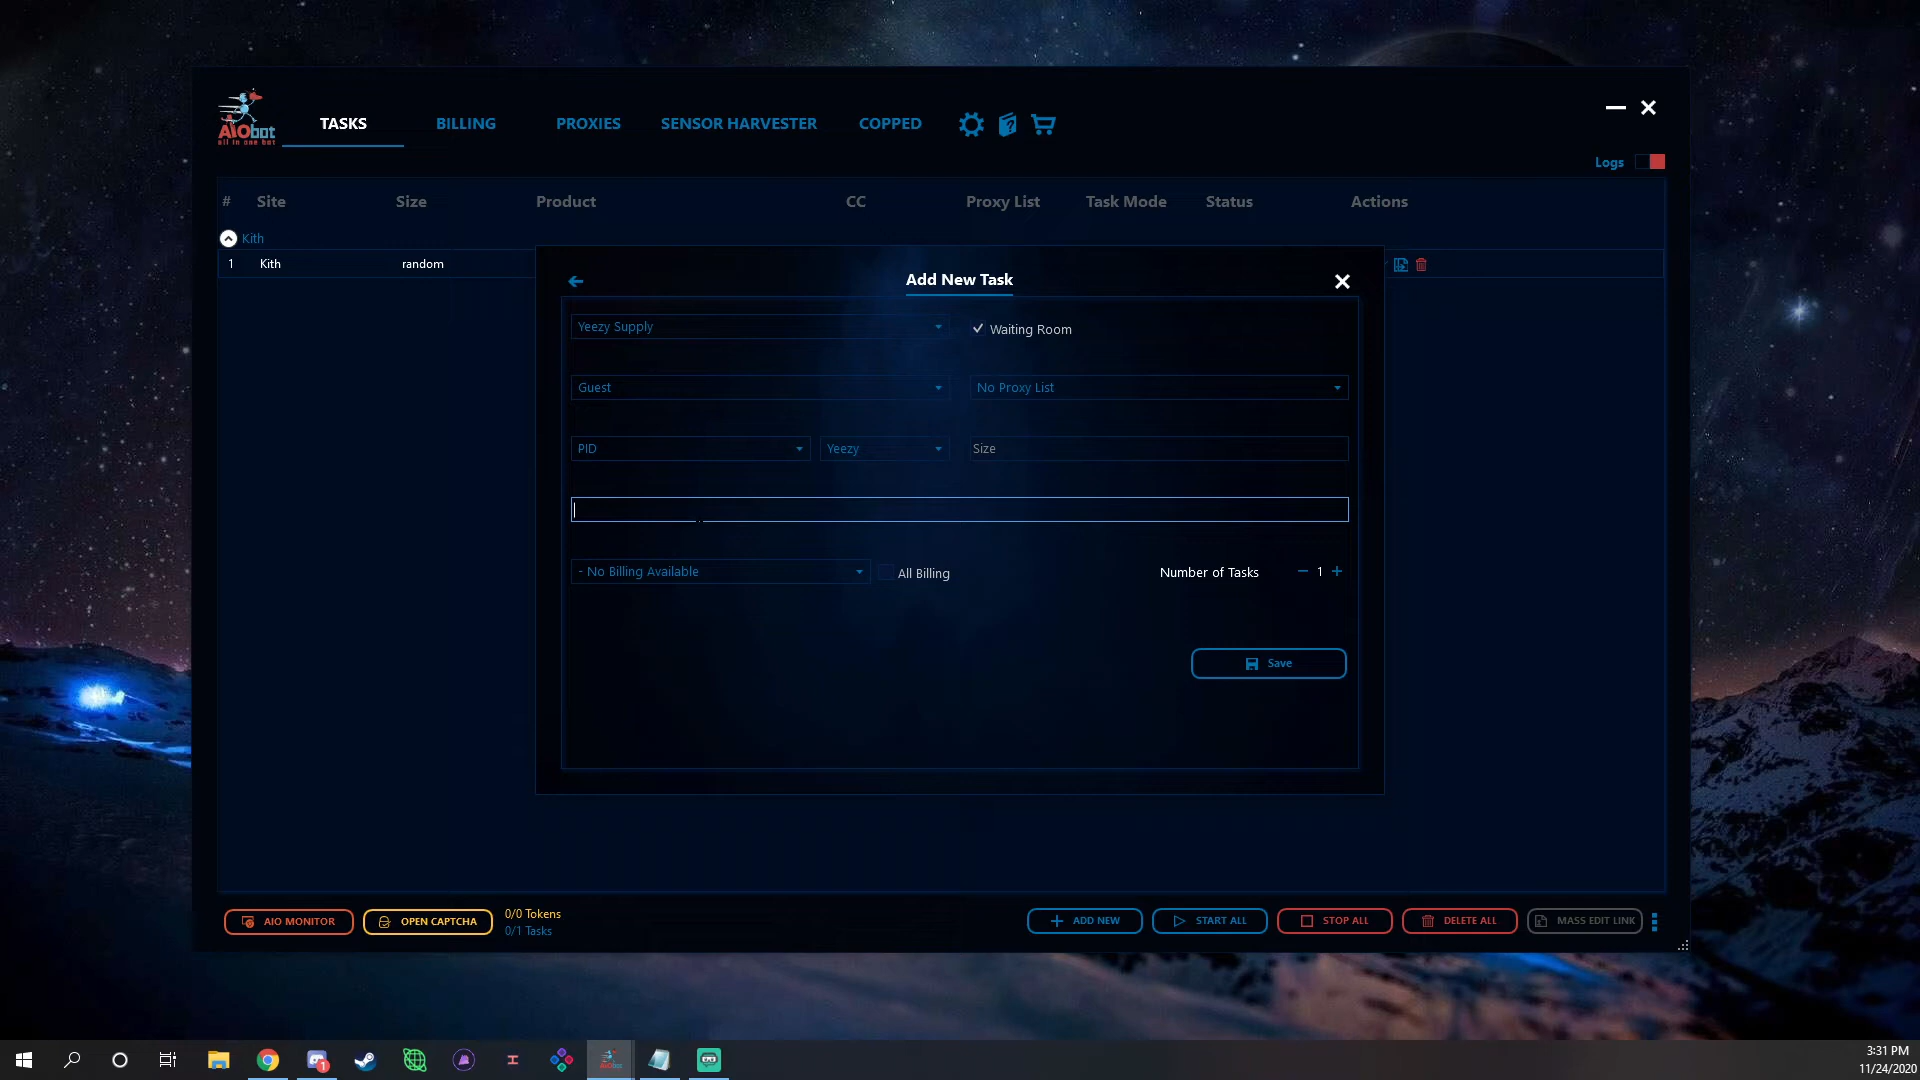 AIObot
all in one bot
TASKS
BILLING
PROXIES
SENSOR HARVESTER
COPPED
Logs
# Site Size Product CC Proxy List Task Mode Status Actions
Kith
1 Kith random
Add New Task
Yeezy Supply
Waiting Room
Guest
No Proxy List
PID
Yeezy
Size
- No Billing Available
All Billing
Number of Tasks
1
Save
AIO MONITOR
OPEN CAPTCHA
0/0 Tokens
0/1 Tasks
ADD NEW
START ALL
STOP ALL
DELETE ALL
MASS EDIT LINK
1
3:31 PM
11/24/2020